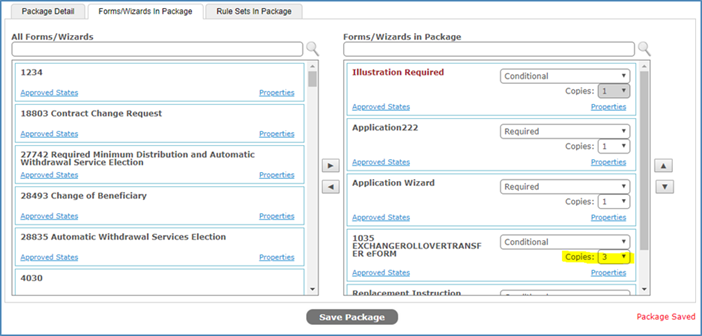 Package Detail
Forms/Wizards In Package
Rule Sets In Package
All Forms/Wizards
1234
Approved States Properties
18803 Contract Change Request
Approved States Properties
27742 Required Minimum Distribution and Automatic
Withdrawal Service Election
Approved States Properties
28493 Change of Beneficiary
Approved States Properties
28835 Automatic Withdrawal Services Election
Approved States Properties
4030
Forms/Wizards in Package
Illustration Required Conditional
Copies: 1
Approved States Properties
Application222 Required
Copies: 1
Approved States Properties
Application Wizard Required
Copies: 1
Approved States Properties
1035 Conditional
EXCHANGEROLLOVERTRANSF
ER eFORM Copies: 3
Approved States Properties
Replacement Instruction
Save Package
Package Saved